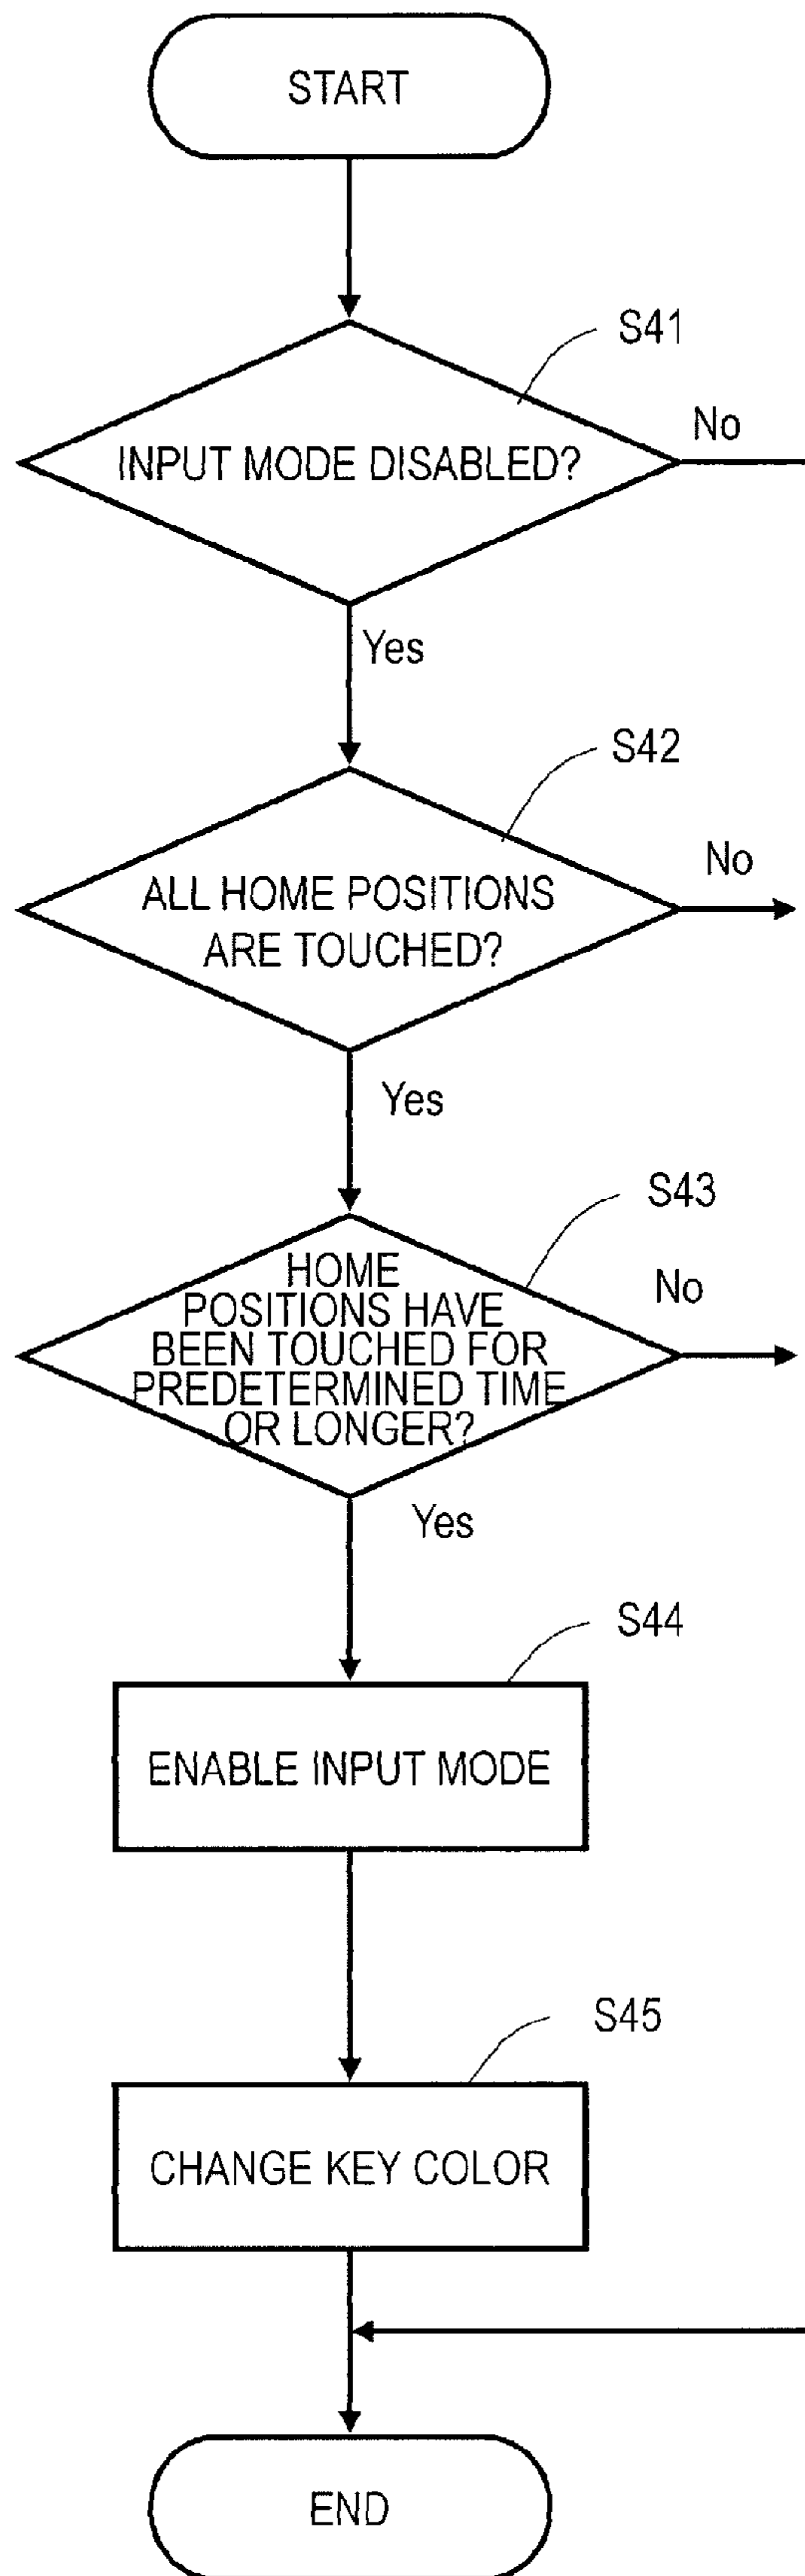 START
S41
No
INPUT MODE DISABLED?
Yes
S42
No
ALL HOME POSITIONS
ARE TOUCHED?
Yes
S43
No
HOME
POSITIONS HAVE
BEEN TOUCHED FOR
PREDETERMINED TIME
OR LONGER?
Yes
S44
ENABLE INPUT MODE
S45
CHANGE KEY COLOR
END